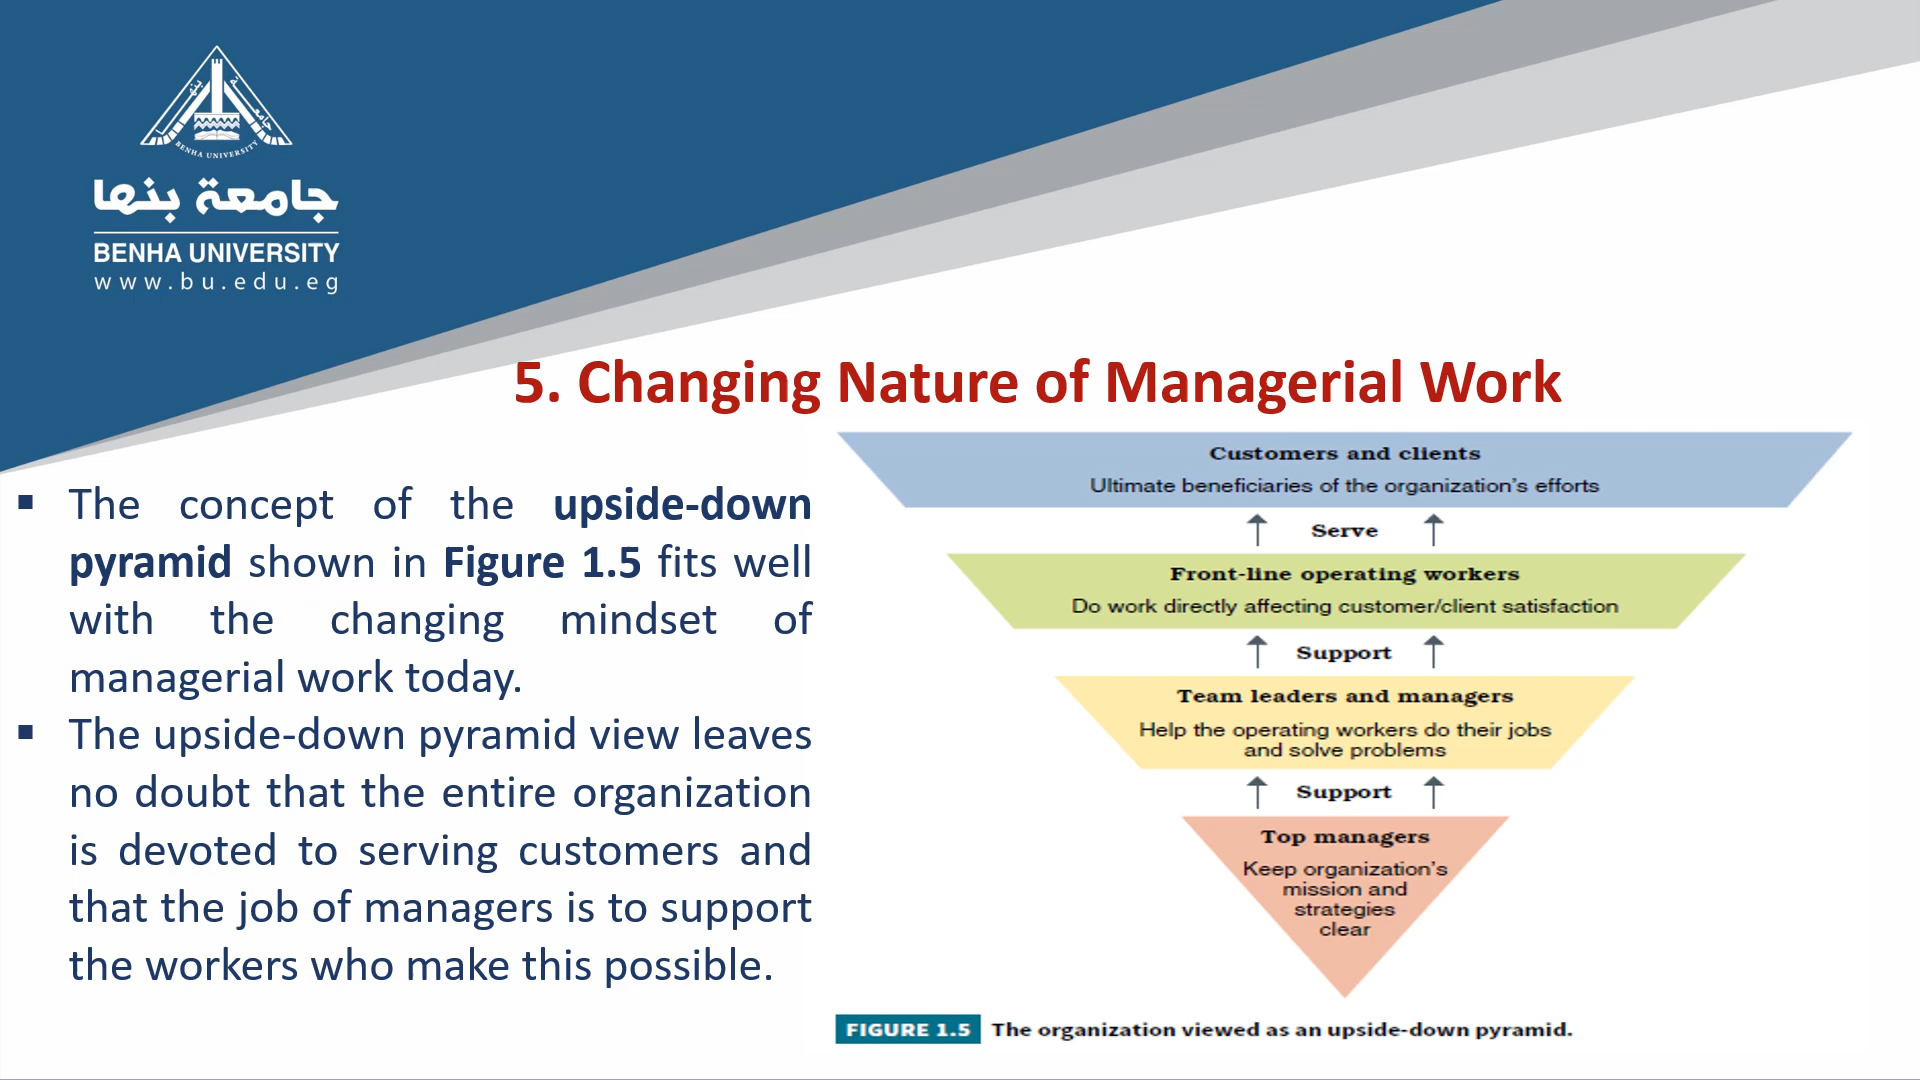 BENHA UNIVERSITY
جامعة بنها
BENHA UNIVERSITY
www.bu.edu.eg
5. Changing Nature of Managerial Work
▪ The concept of the upside-down
pyramid shown in Figure 1.5 fits well
with the changing mindset of
managerial work today.
▪ The upside-down pyramid view leaves
no doubt that the entire organization
is devoted to serving customers and
that the job of managers is to support
the workers who make this possible.
Customers and clients
Ultimate beneficiaries of the organization's efforts
Serve
Front-line operating workers
Do work directly affecting customer/client satisfaction
Support
Team leaders and managers
Help the operating workers do their jobs
and solve problems
Support
Top managers
Keep organization's
mission and
strategies
clear
FIGURE 1.5 The organization viewed as an upside-down pyramid.